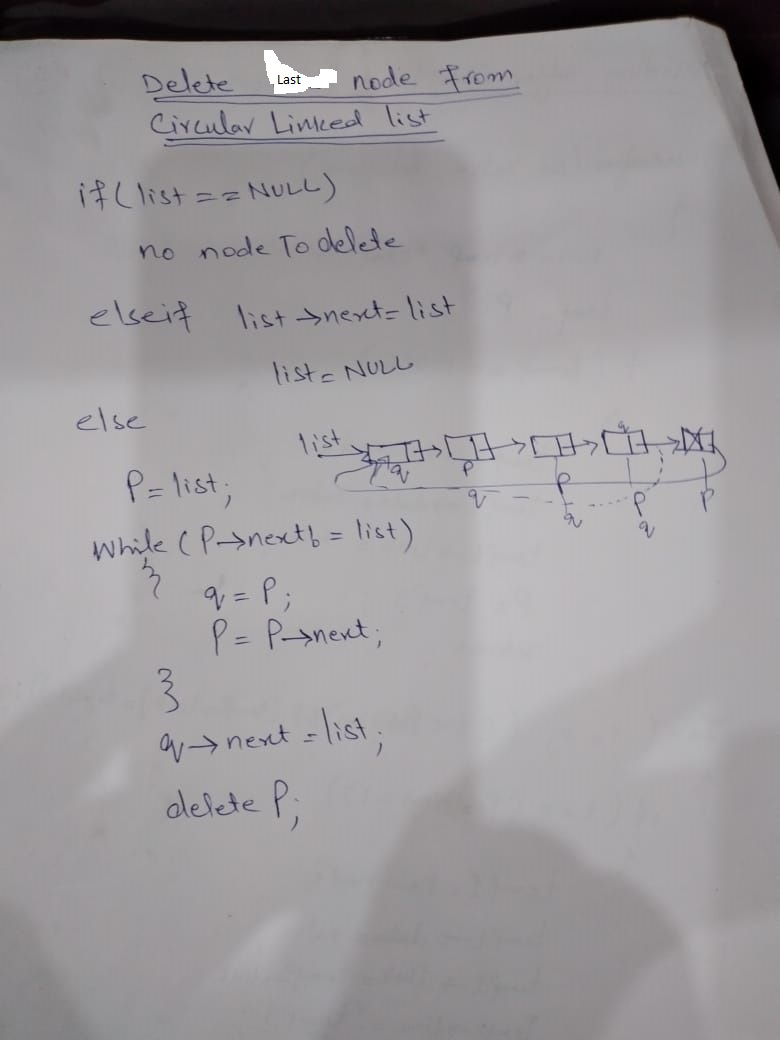 Delete Last node from
Circular Linked list
if(list==NULL)
no node To delete
elseif list→next=list
list=NULL
else
list
q
P
q
P
q
P
q
P
q
P=list;
while (P→next!= list)
{
q=P;
P=P→next;
}
q→next=list;
delete P;